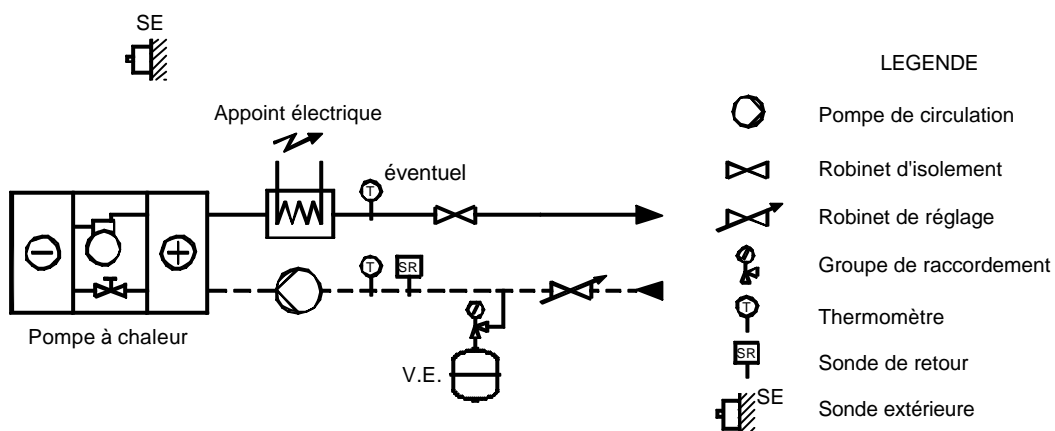 SE
Appoint électrique
T
éventuel
SR
T
V.E.
Pompe à chaleur
LEGENDE
Pompe de circulation
Robinet d'isolement
Robinet de réglage
Groupe de raccordement
T
Thermomètre
SR
Sonde de retour
SE
Sonde extérieure